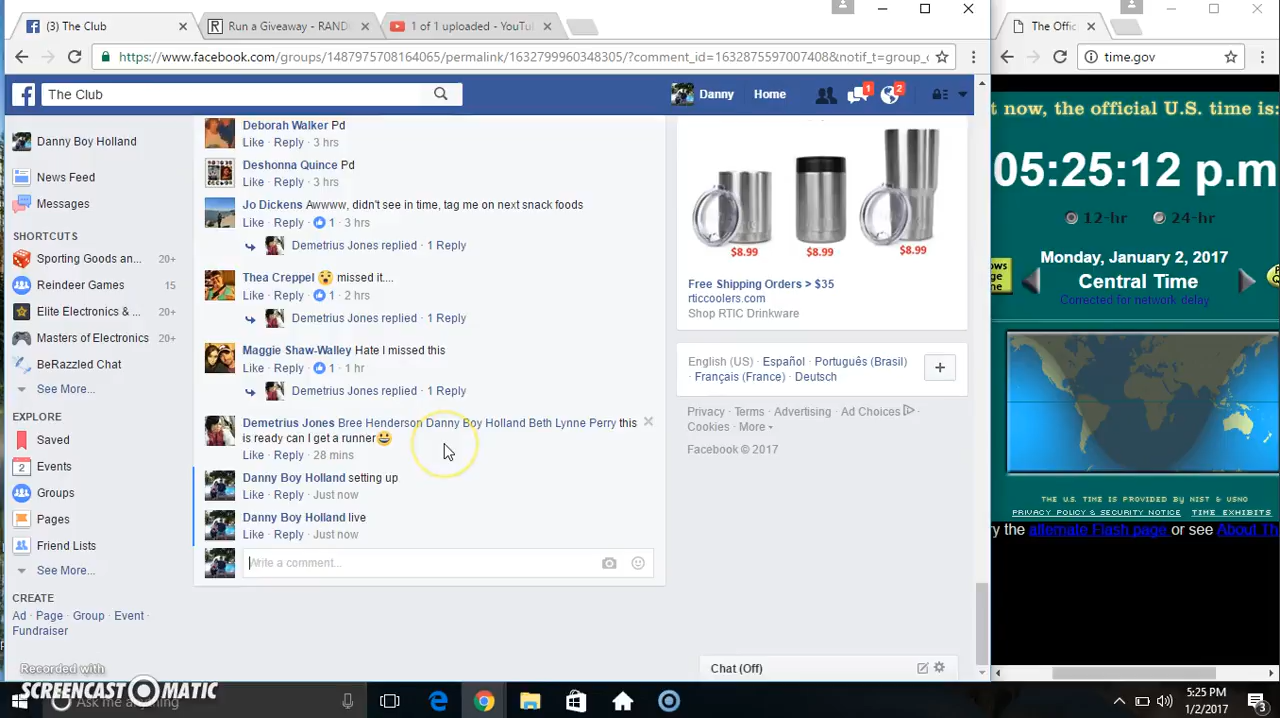 (3) The Club
Run a Giveaway - RAND
1 of 1 uploaded - YouTu
The Offic
https://www.facebook.com/groups/1487975708164065/permalink/1632799960348305/?comment_id=1632875597007408&notif_t=group_c
time.gov
The Club
Danny
Home
1
2
t now, the official U.S. time is:
Danny Boy Holland
News Feed
Messages
SHORTCUTS
Sporting Goods an... 20+
Reindeer Games 15
Elite Electronics & ... 20+
Masters of Electronics 20+
BeRazzled Chat
See More...
EXPLORE
Saved
2 Events
Groups
Pages
Friend Lists
See More...
CREATE
Ad · Page · Group · Event ·
Fundraiser
Deborah Walker Pd
Like · Reply · 3 hrs
Deshonna Quince Pd
Like · Reply · 3 hrs
Jo Dickens Awwww, didn't see in time, tag me on next snack foods
Like · Reply · 1 · 3 hrs
Demetrius Jones replied · 1 Reply
Thea Creppel 😯 missed it....
Like · Reply · 1 · 2 hrs
Demetrius Jones replied · 1 Reply
Maggie Shaw-Walley Hate I missed this
Like · Reply · 1 · 1 hr
Demetrius Jones replied · 1 Reply
Demetrius Jones Bree Henderson Danny Boy Holland Beth Lynne Perry this
is ready can I get a runner😃
Like · Reply · 28 mins
Danny Boy Holland setting up
Like · Reply · Just now
Danny Boy Holland live
Like · Reply · Just now
Write a comment...
$8.99 $8.99 $8.99
Free Shipping Orders > $35
rticcoolers.com
Shop RTIC Drinkware
English (US) · Español · Português (Brasil)
· Français (France) · Deutsch
Privacy · Terms · Advertising · Ad Choices
Cookies · More
Facebook © 2017
Chat (Off)
05:25:12 p.m
12-hr 24-hr
Monday, January 2, 2017
Central Time
Corrected for network delay
THE U.S. TIME IS PROVIDED BY NIST & USNO
PRIVACY POLICY & SECURITY NOTICE TIME EXHIBITS
ry the alternate Flash page or see About Th
Recorded with
SCREENCAST-O-MATIC
Ask me anything
5:25 PM
1/2/2017
3